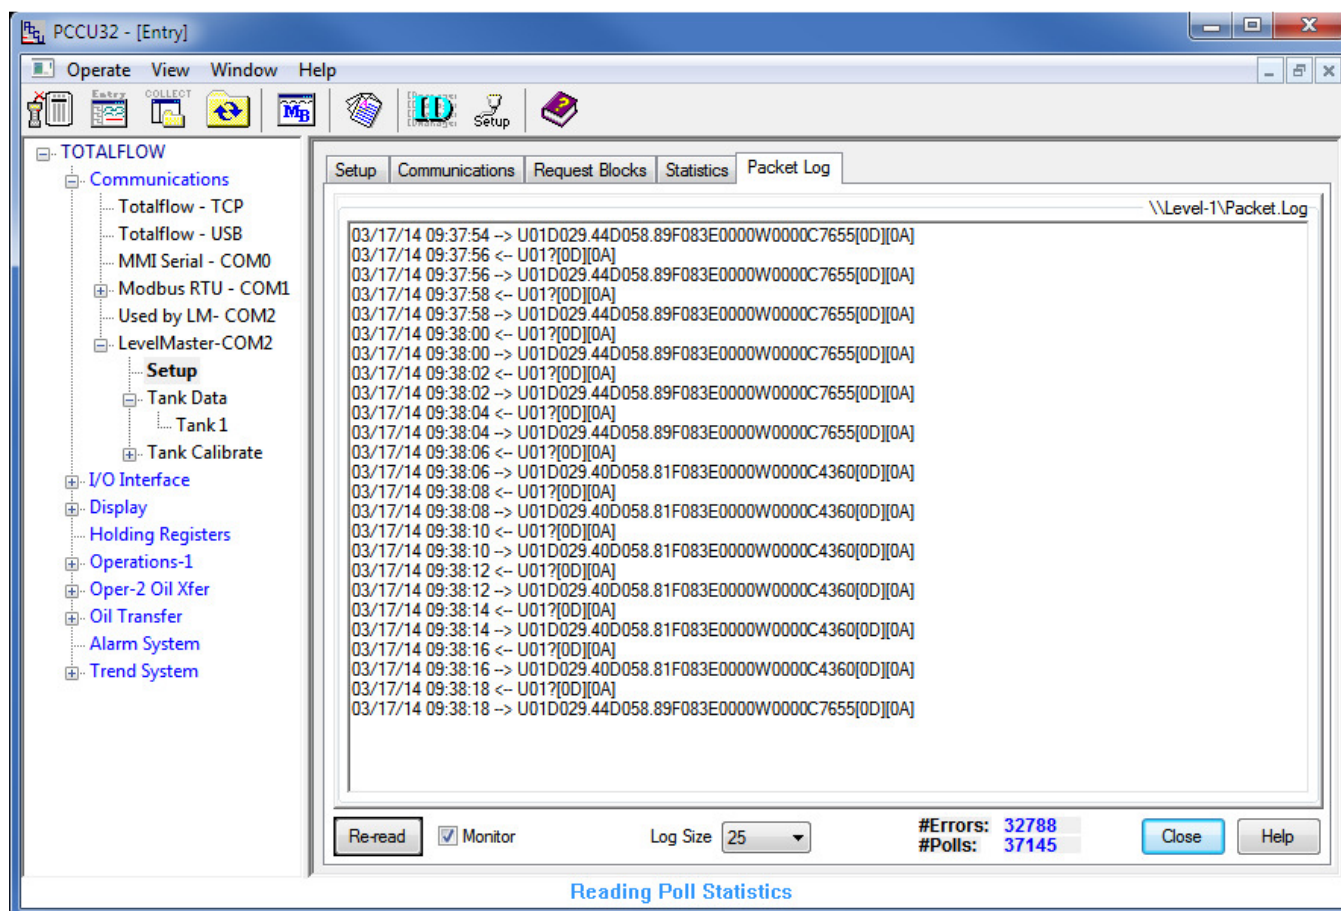 PCCU32 - [Entry]
Operate View Window Help
Entry COLLECT MB ID Setup
TOTALFLOW
Communications
Totalflow - TCP
Totalflow - USB
MMI Serial - COM0
Modbus RTU - COM1
Used by LM- COM2
LevelMaster-COM2
Setup
Tank Data
Tank 1
Tank Calibrate
I/O Interface
Display
Holding Registers
Operations-1
Oper-2 Oil Xfer
Oil Transfer
Alarm System
Trend System
Setup Communications Request Blocks Statistics Packet Log
\\Level-1\Packet.Log
03/17/14 09:37:54 --> U01D029.44D058.89F083E0000W0000C7655[0D][0A]
03/17/14 09:37:56 <-- U01?[0D][0A]
03/17/14 09:37:56 --> U01D029.44D058.89F083E0000W0000C7655[0D][0A]
03/17/14 09:37:58 <-- U01?[0D][0A]
03/17/14 09:37:58 --> U01D029.44D058.89F083E0000W0000C7655[0D][0A]
03/17/14 09:38:00 <-- U01?[0D][0A]
03/17/14 09:38:00 --> U01D029.44D058.89F083E0000W0000C7655[0D][0A]
03/17/14 09:38:02 <-- U01?[0D][0A]
03/17/14 09:38:02 --> U01D029.44D058.89F083E0000W0000C7655[0D][0A]
03/17/14 09:38:04 <-- U01?[0D][0A]
03/17/14 09:38:04 --> U01D029.44D058.89F083E0000W0000C7655[0D][0A]
03/17/14 09:38:06 <-- U01?[0D][0A]
03/17/14 09:38:06 --> U01D029.40D058.81F083E0000W0000C4360[0D][0A]
03/17/14 09:38:08 <-- U01?[0D][0A]
03/17/14 09:38:08 --> U01D029.40D058.81F083E0000W0000C4360[0D][0A]
03/17/14 09:38:10 <-- U01?[0D][0A]
03/17/14 09:38:10 --> U01D029.40D058.81F083E0000W0000C4360[0D][0A]
03/17/14 09:38:12 <-- U01?[0D][0A]
03/17/14 09:38:12 --> U01D029.40D058.81F083E0000W0000C4360[0D][0A]
03/17/14 09:38:14 <-- U01?[0D][0A]
03/17/14 09:38:14 --> U01D029.40D058.81F083E0000W0000C4360[0D][0A]
03/17/14 09:38:16 <-- U01?[0D][0A]
03/17/14 09:38:16 --> U01D029.40D058.81F083E0000W0000C4360[0D][0A]
03/17/14 09:38:18 <-- U01?[0D][0A]
03/17/14 09:38:18 --> U01D029.44D058.89F083E0000W0000C7655[0D][0A]
Re-read Monitor Log Size 25 #Errors: 32788 Close Help
#Polls: 37145
Reading Poll Statistics